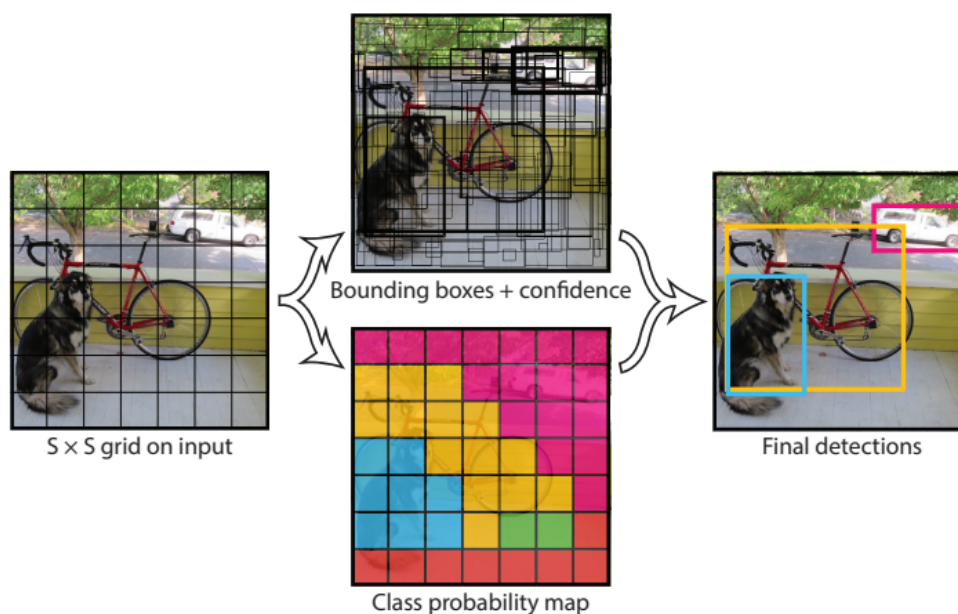 S × S grid on input
Bounding boxes + confidence
Class probability map
Final detections